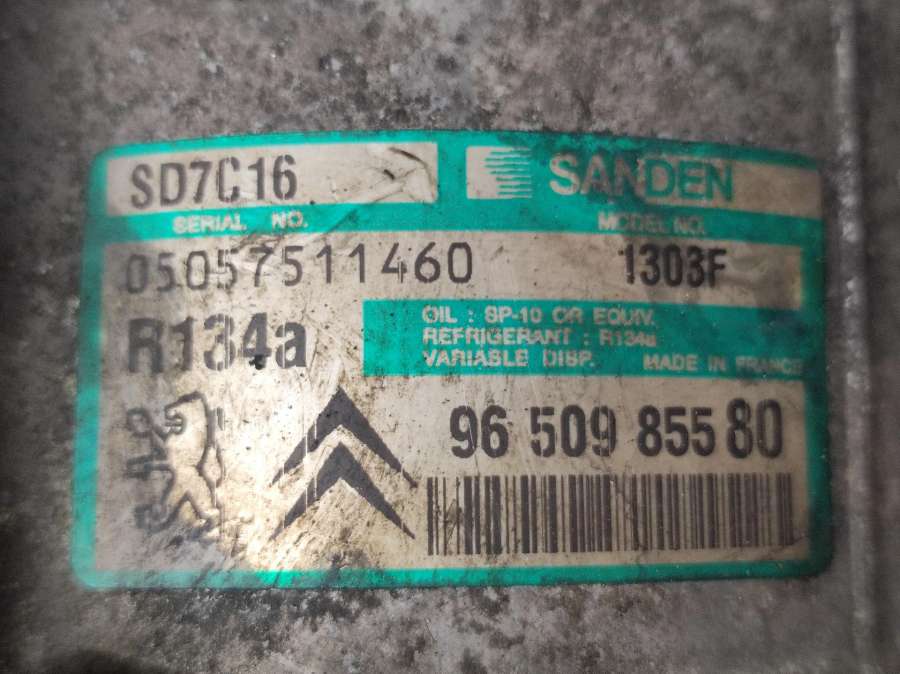 SD7C16
SANDEN
SERIAL NO.
MODEL NO.
05057511460
1303F
R134a
OIL : SP-10 OR EQUIV.
REFRIGERANT : R134a
VARIABLE DISP.
MADE IN FRANCE
96 509 855 80